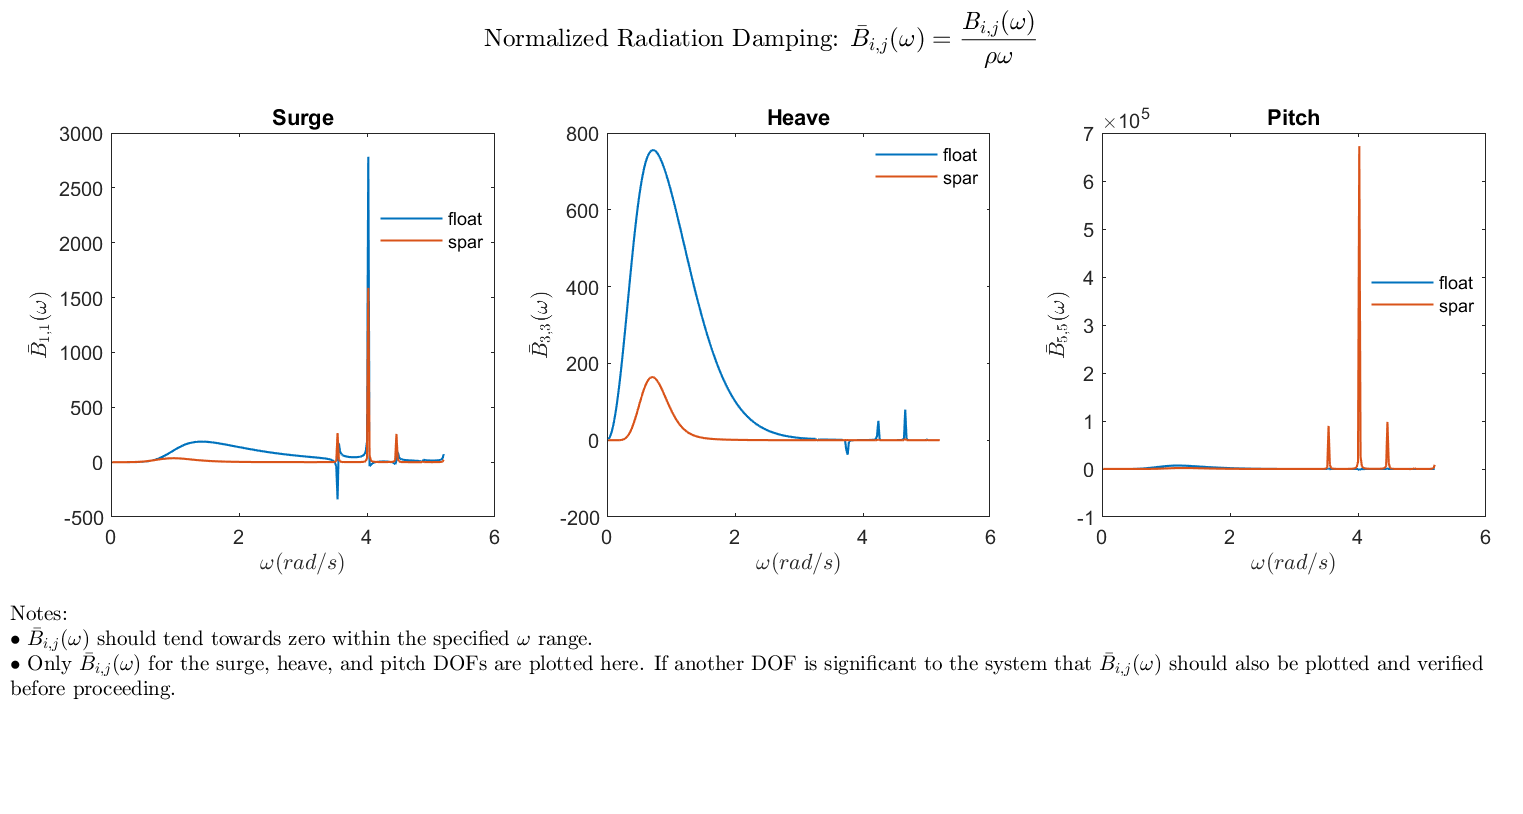 Normalized Radiation Damping: B̄i,j(ω) = Bi,j(ω) / ρω
Surge
3000
2500
2000
1500
1000
500
0
-500
0 2 4 6
B̄1,1(ω)
ω(rad/s)
float
spar
Heave
800
600
400
200
0
-200
0 2 4 6
B̄3,3(ω)
ω(rad/s)
float
spar
Pitch
×10^5
7
6
5
4
3
2
1
0
-1
0 2 4 6
B̄5,5(ω)
ω(rad/s)
float
spar
Notes:
• B̄i,j(ω) should tend towards zero within the specified ω range.
• Only B̄i,j(ω) for the surge, heave, and pitch DOFs are plotted here. If another DOF is significant to the system that B̄i,j(ω) should also be plotted and verified
before proceeding.